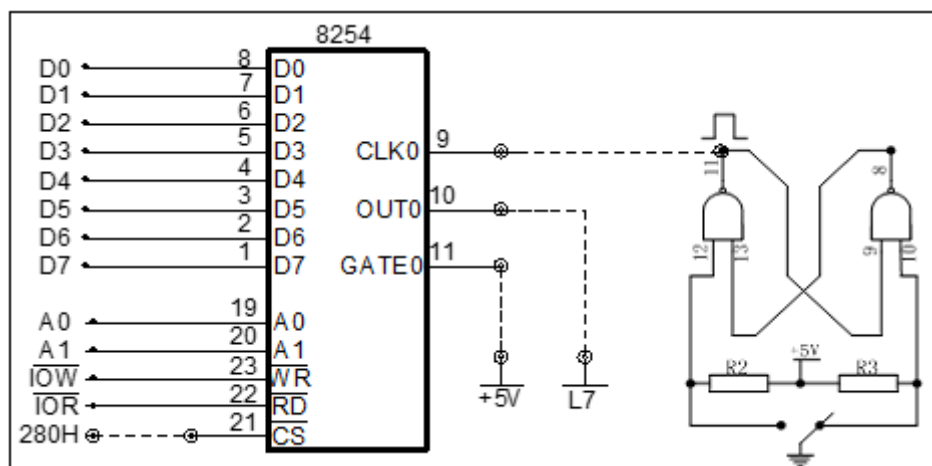 8254
D0 8 D0
D1 7 D1
D2 6 D2
D3 5 D3 CLK0 9
D4 4 D4
D5 3 D5 OUT0 10
D6 2 D6
D7 1 D7 GATE0 11
A0 19 A0
A1 20 A1
IOW 23 WR
IOR 22 RD
280H 21 CS
+5V L7
11 8
12 13 9 10
R2 +5V R3